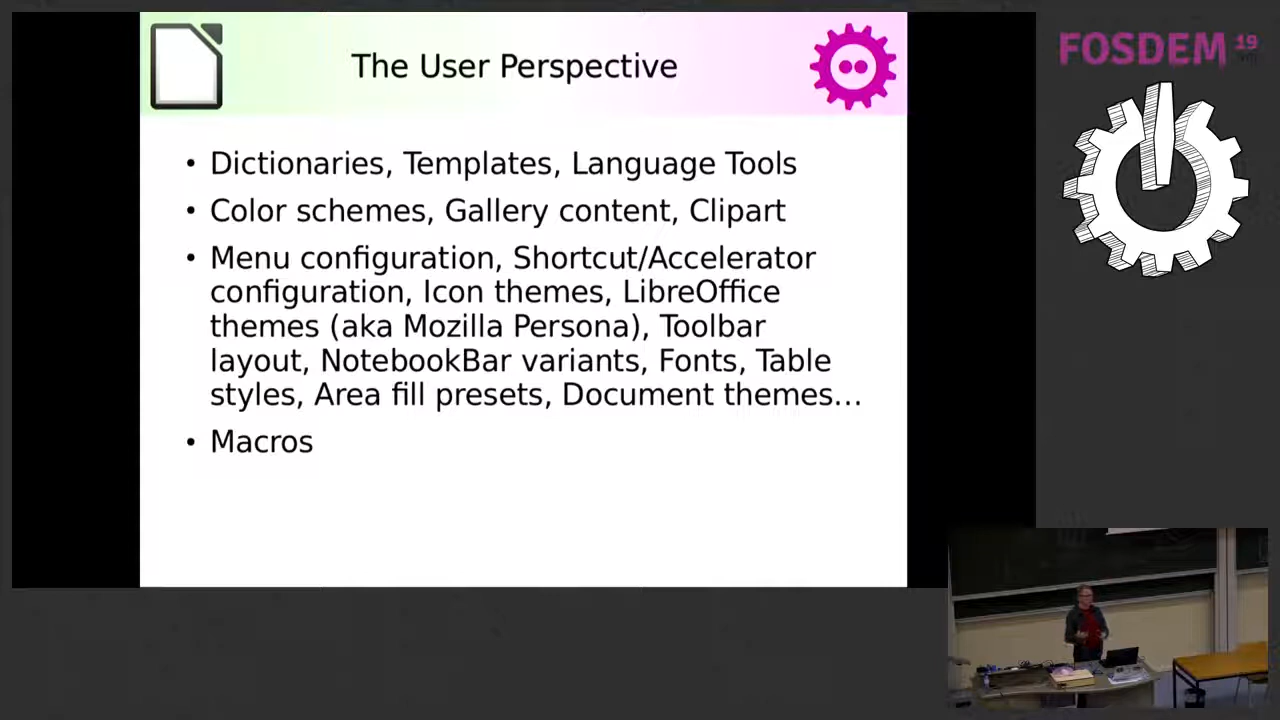 The User Perspective
FOSDEM 19
• Dictionaries, Templates, Language Tools
• Color schemes, Gallery content, Clipart
• Menu configuration, Shortcut/Accelerator
configuration, Icon themes, LibreOffice
themes (aka Mozilla Persona), Toolbar
layout, NotebookBar variants, Fonts, Table
styles, Area fill presets, Document themes…
• Macros